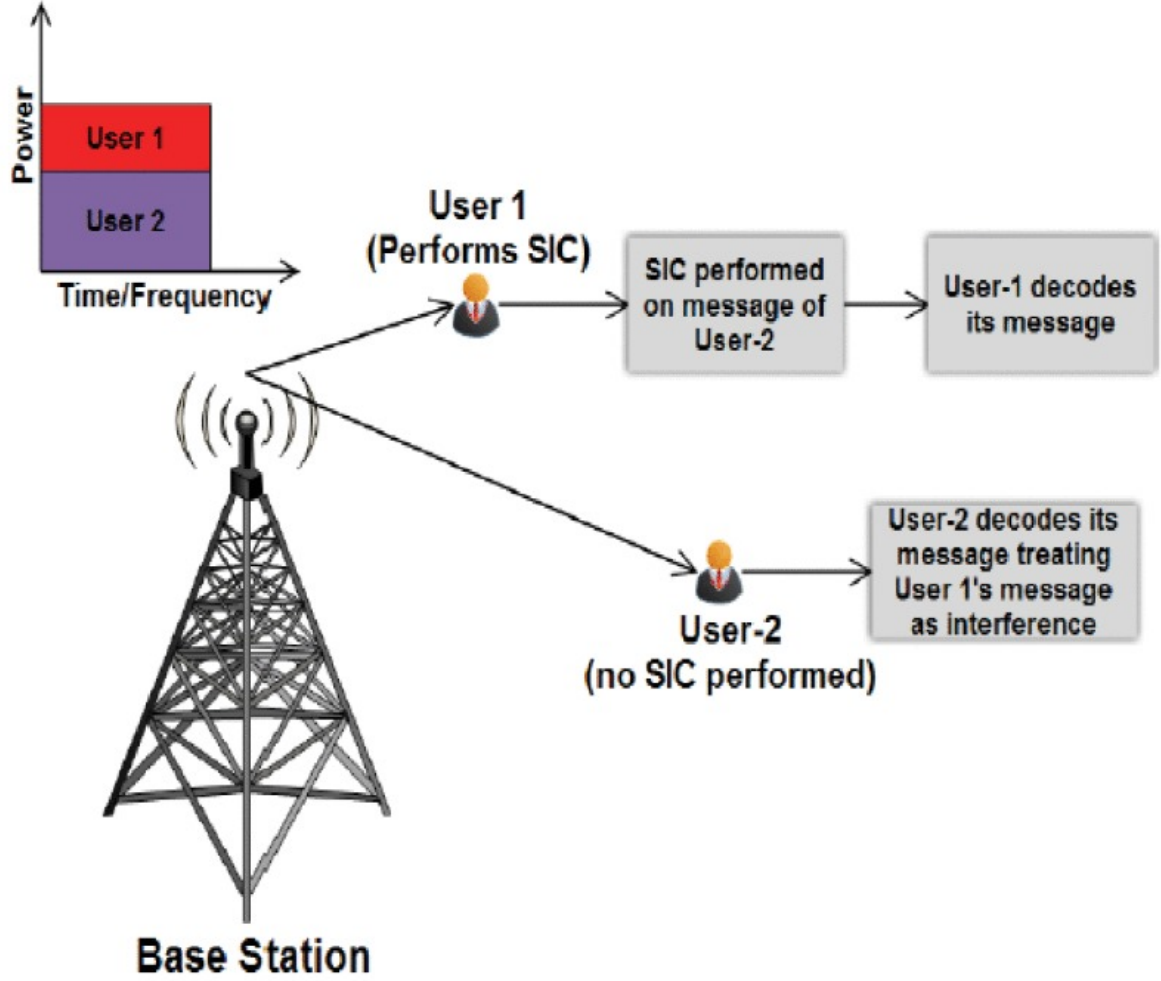 Power
User 1
User 2
Time/Frequency
User 1
(Performs SIC)
SIC performed
on message of
User-2
User-1 decodes
its message
User-2 decodes its
message treating
User 1's message
as interference
User-2
(no SIC performed)
Base Station